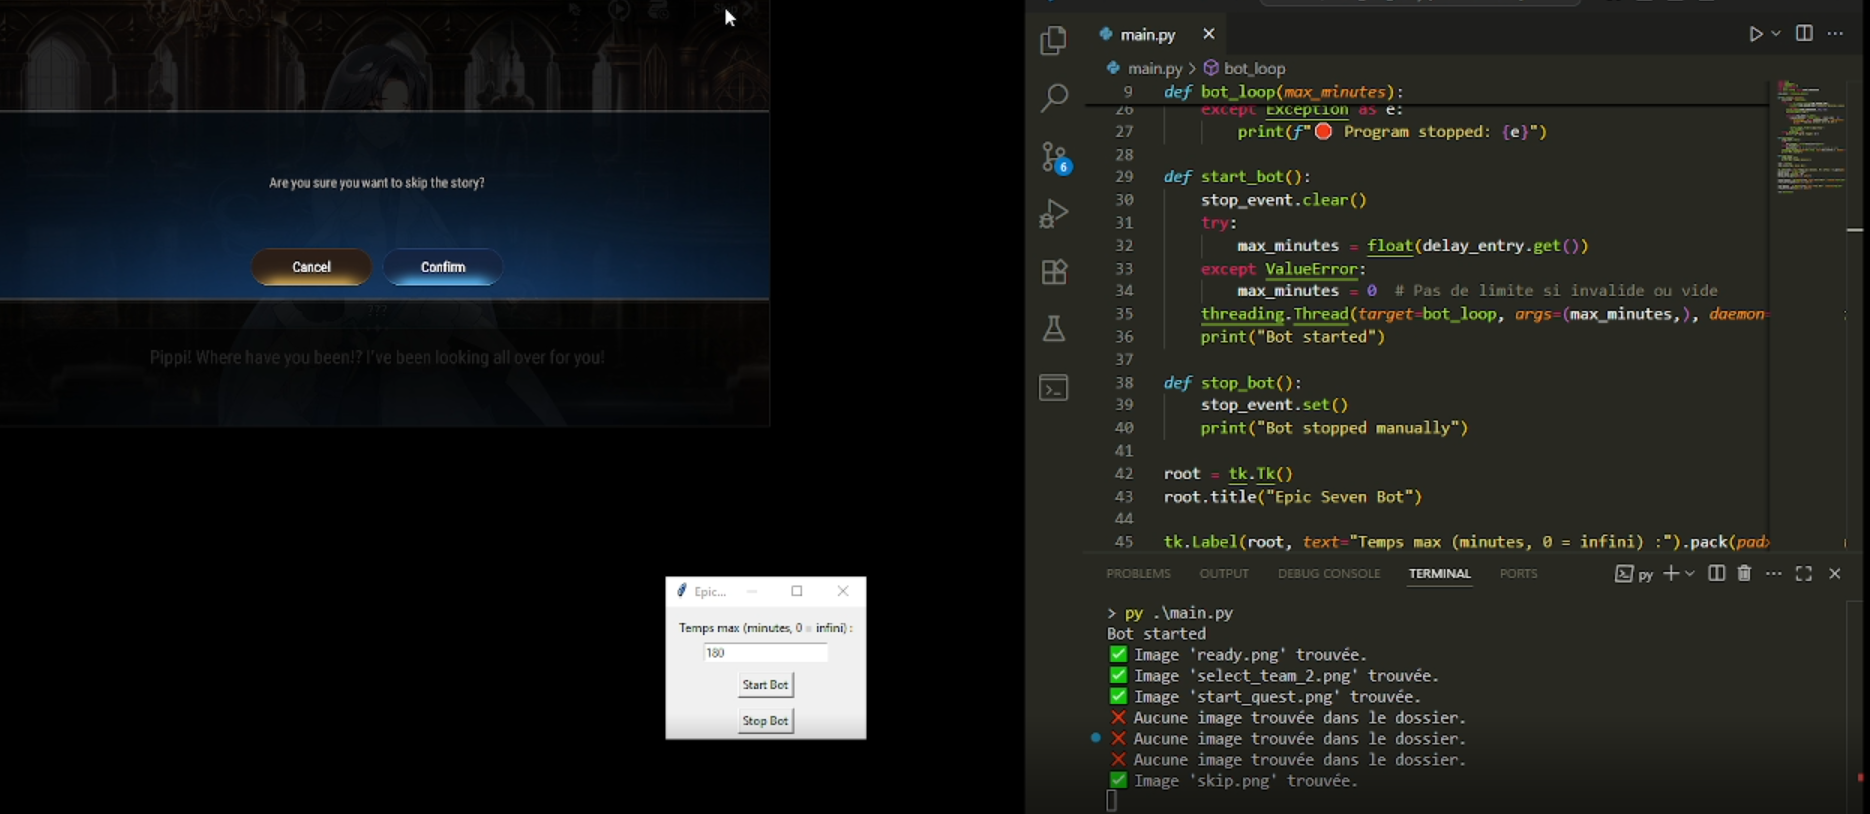 Are you sure you want to skip the story?
Cancel
Confirm
???
Pippi! Where have you been!? I've been looking all over for you!
Epic...
Temps max (minutes, 0 = infini) :
180
Start Bot
Stop Bot
main.py
main.py > bot_loop
6
9 def bot_loop(max_minutes):
26 except Exception as e:
27 print(f"🛑 Program stopped: {e}")
28
29 def start_bot():
30 stop_event.clear()
31 try:
32 max_minutes = float(delay_entry.get())
33 except ValueError:
34 max_minutes = 0 # Pas de limite si invalide ou vide
35 threading.Thread(target=bot_loop, args=(max_minutes,), daemon=
36 print("Bot started")
37
38 def stop_bot():
39 stop_event.set()
40 print("Bot stopped manually")
41
42 root = tk.Tk()
43 root.title("Epic Seven Bot")
44
45 tk.Label(root, text="Temps max (minutes, 0 = infini) :").pack(pad
PROBLEMS OUTPUT DEBUG CONSOLE TERMINAL PORTS
py
> py .\main.py
Bot started
✅ Image 'ready.png' trouvée.
✅ Image 'select_team_2.png' trouvée.
✅ Image 'start_quest.png' trouvée.
❌ Aucune image trouvée dans le dossier.
❌ Aucune image trouvée dans le dossier.
❌ Aucune image trouvée dans le dossier.
✅ Image 'skip.png' trouvée.